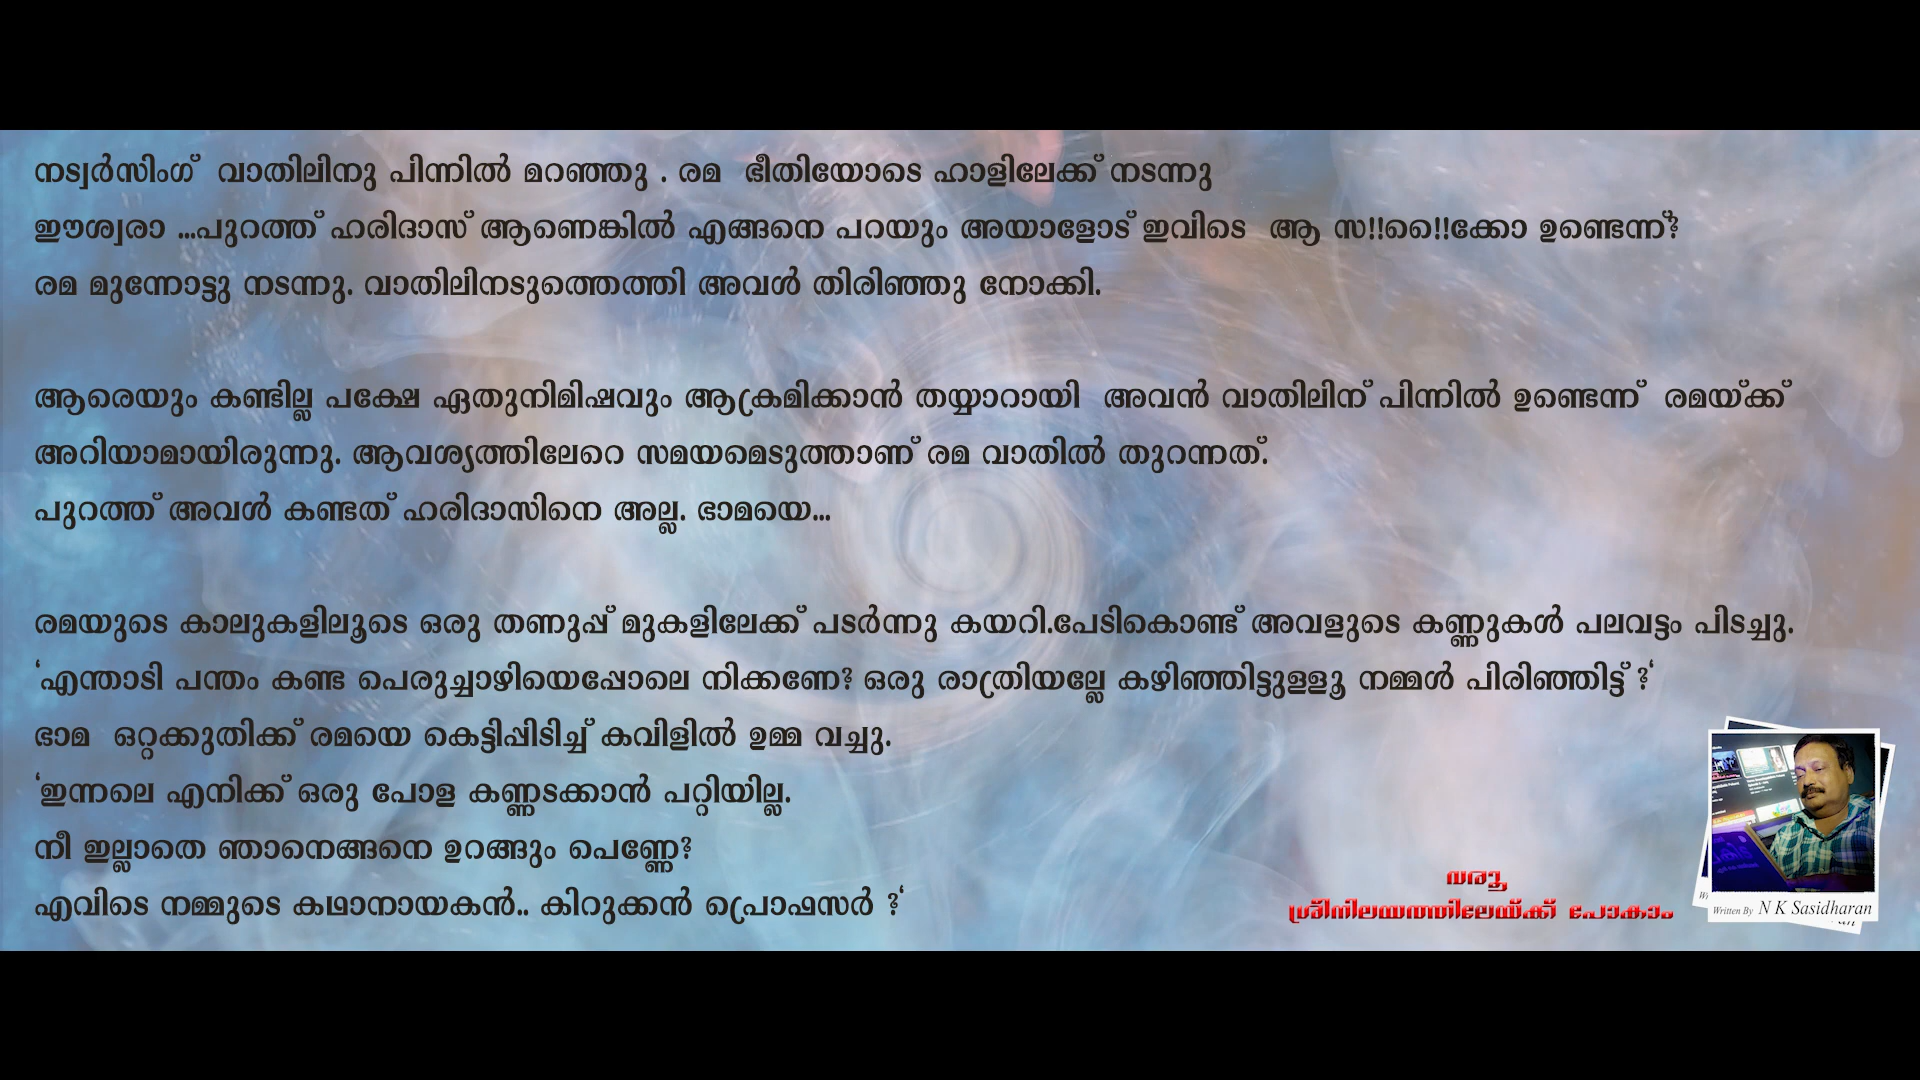 നട്വർസിംഗ് വാതിലിനു പിന്നിൽ മറഞ്ഞു . രമ ഭീതിയോടെ ഹാളിലേക്ക് നടന്നു
ഈശ്വരാ ...പുറത്ത് ഹരിദാസ് ആണെങ്കിൽ എങ്ങനെ പറയും അയാളോട് ഇവിടെ ആ സ!!രൈ!!ക്കോ ഉണ്ടെന്ന്?
രമ മുന്നോട്ടു നടന്നു. വാതിലിനടുത്തെത്തി അവൾ തിരിഞ്ഞു നോക്കി.
ആരെയും കണ്ടില്ല പക്ഷേ ഏതുനിമിഷവും ആക്രമിക്കാൻ തയ്യാറായി അവൻ വാതിലിന് പിന്നിൽ ഉണ്ടെന്ന് രമയ്ക്ക്
അറിയാമായിരുന്നു. ആവശ്യത്തിലേറെ സമയമെടുത്താണ് രമ വാതിൽ തുറന്നത്.
പുറത്ത് അവൾ കണ്ടത് ഹരിദാസിനെ അല്ല. ഭാമയെ...
രമയുടെ കാലുകളിലൂടെ ഒരു തണുപ്പ് മുകളിലേക്ക് പടർന്നു കയറി.പേടികൊണ്ട് അവളുടെ കണ്ണുകൾ പലവട്ടം പിടച്ചു.
‘എന്താടി പന്തം കണ്ട പെരുച്ചാഴിയെപ്പോലെ നിക്കണേ? ഒരു രാത്രിയല്ലേ കഴിഞ്ഞിട്ടുളളൂ നമ്മൾ പിരിഞ്ഞിട്ട് ?‘
ഭാമ ഒറ്റക്കുതിക്ക് രമയെ കെട്ടിപ്പിടിച്ച് കവിളിൽ ഉമ്മ വച്ചു.
‘ഇന്നലെ എനിക്ക് ഒരു പോള കണ്ണടക്കാൻ പറ്റിയില്ല.
നീ ഇല്ലാതെ ഞാനെങ്ങനെ ഉറങ്ങും പെണ്ണേ?
എവിടെ നമ്മുടെ കഥാനായകൻ.. കിറുക്കൻ പ്രൊഫസർ ?‘
വരൂ
ശ്രീനിലയത്തിലേയ്ക്ക് പോകാം
Written By N K Sasidharan